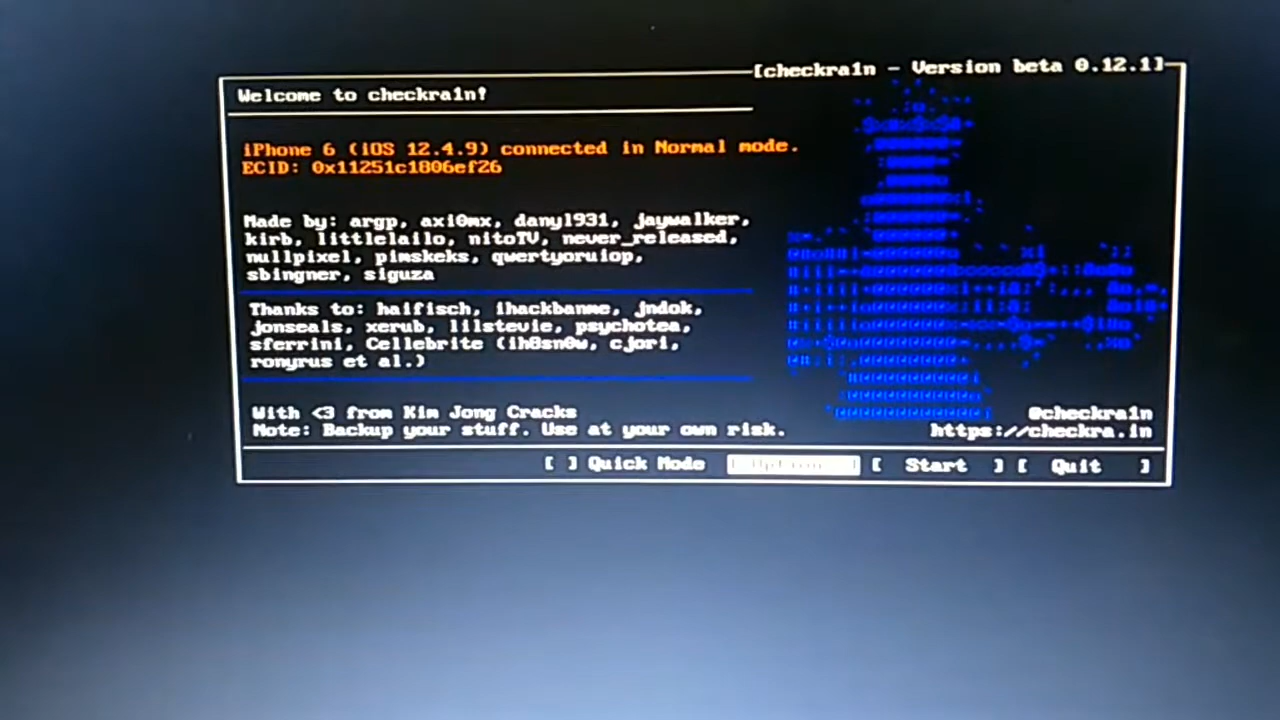 [checkra1n - Version beta 0.12.1]
Welcome to checkra1n!
iPhone 6 (iOS 12.4.9) connected in Normal mode.
ECID: 0x11251c1806ef26
Made by: argp, axi0mx, danyl931, jaywalker,
kirb, littlelailo, nitoTV, never_released,
nullpixel, pimskeks, qwertyoruiop,
sbingner, siguza
Thanks to: haifisch, ihackbanme, jndok,
jonseals, xerub, lilstevie, psychotea,
sferrini, Cellebrite (ih8sn0w, cjori,
ronyrus et al.)
With <3 from Kim Jong Cracks
Note: Backup your stuff. Use at your own risk.
@checkra1n
https://checkra.in
[ ] Quick Mode [ Options ] [ Start ] [ Quit ]